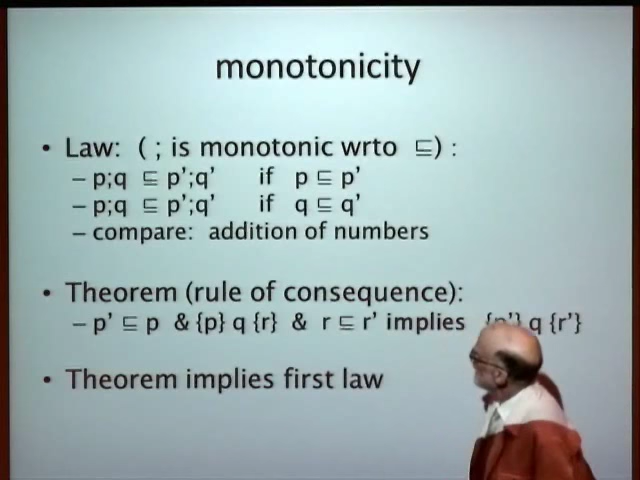 monotonicity
• Law: ( ; is monotonic wrto ⊑) :
– p;q ⊑ p';q' if p ⊑ p'
– p;q ⊑ p';q' if q ⊑ q'
– compare: addition of numbers
• Theorem (rule of consequence):
– p' ⊑ p & {p} q {r} & r ⊑ r' implies {p'} q {r'}
• Theorem implies first law